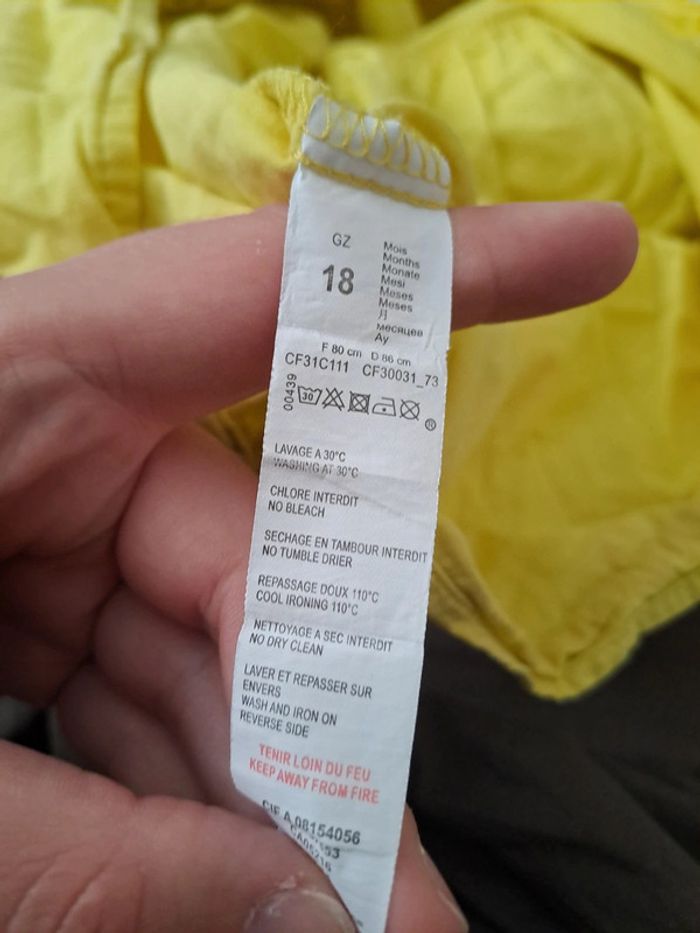 GZ
18
Mois
Months
Monate
Mesi
Meses
Meses
月
месяцев
Ay
F 80 cm D 86 cm
CF31C111 CF30031_73
00439
30
®
LAVAGE A 30°C
WASHING AT 30°C
CHLORE INTERDIT
NO BLEACH
SECHAGE EN TAMBOUR INTERDIT
NO TUMBLE DRIER
REPASSAGE DOUX 110°C
COOL IRONING 110°C
NETTOYAGE A SEC INTERDIT
NO DRY CLEAN
LAVER ET REPASSER SUR
ENVERS
WASH AND IRON ON
REVERSE SIDE
TENIR LOIN DU FEU
KEEP AWAY FROM FIRE
CIF A 08154056